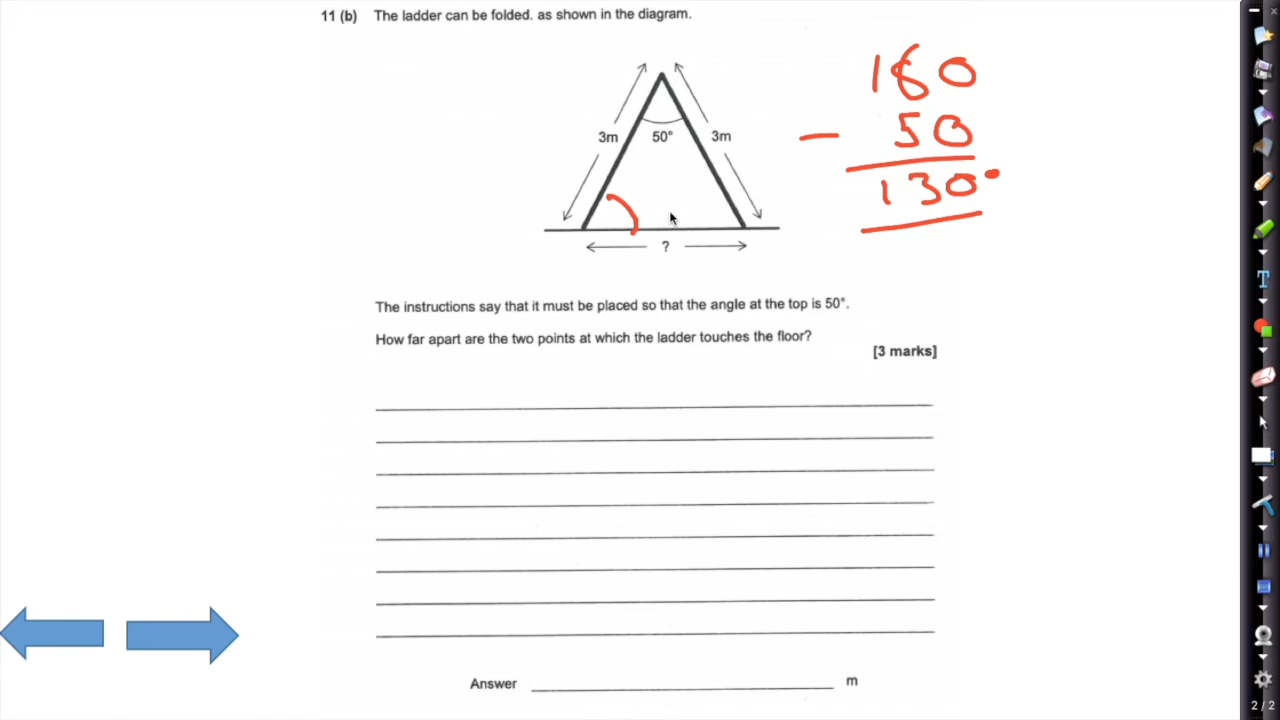 11 (b) The ladder can be folded. as shown in the diagram.
180
- 50
130°
3m 50° 3m
?
The instructions say that it must be placed so that the angle at the top is 50°.
How far apart are the two points at which the ladder touches the floor?
[3 marks]
Answer m
2 / 2